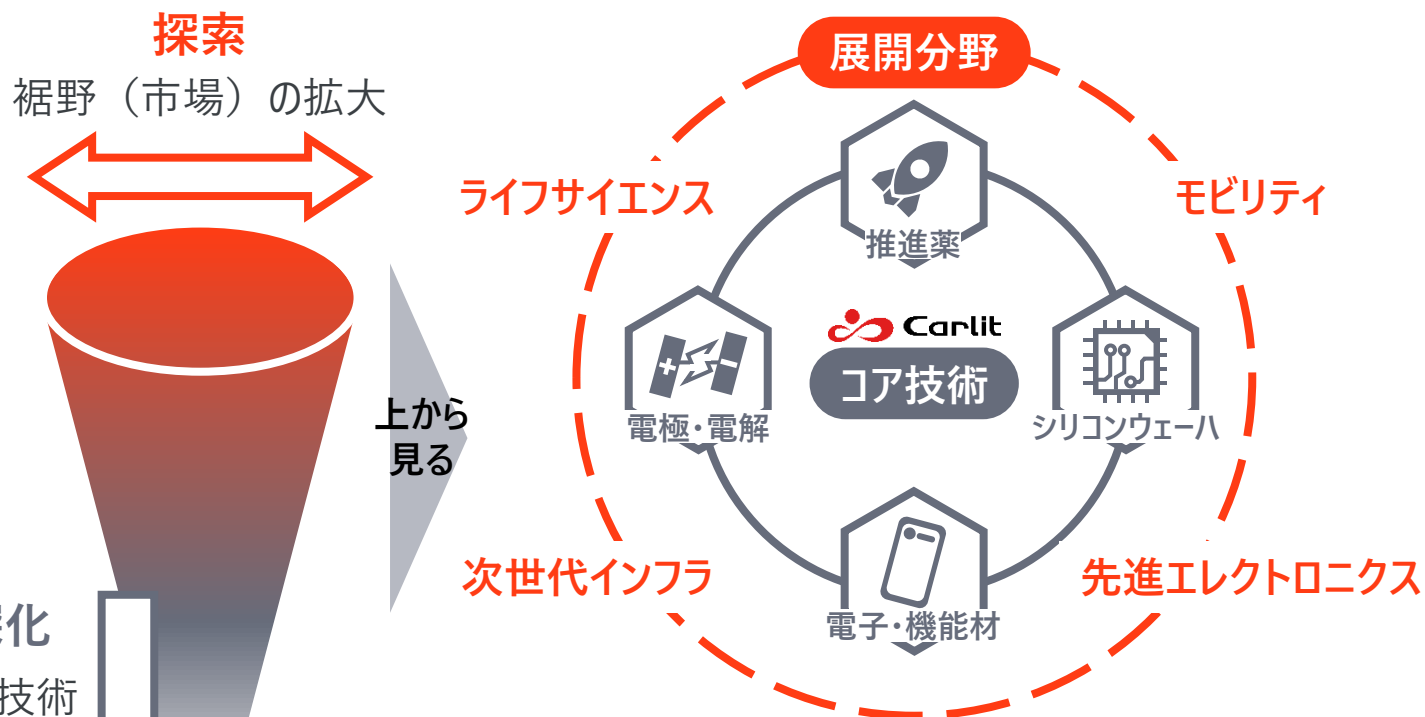 探索
裾野（市場）の拡大
上から
見る
化
技術
展開分野
ライフサイエンス
モビリティ
推進薬
Carlit
コア技術
電極・電解
シリコンウェーハ
次世代インフラ
先進エレクトロニクス
電子・機能材